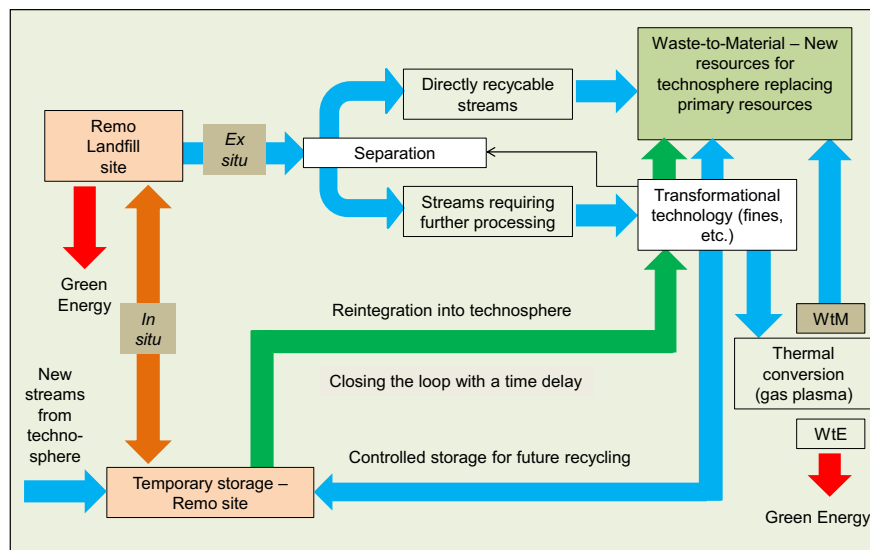 Waste-to-Material – New
resources for
technosphere replacing
primary resources
Directly recycable
streams
Remo
Landfill
site
Ex
situ
Separation
Streams requiring
further processing
Transformational
technology (fines,
etc.)
Green
Energy
In
situ
Reintegration into technosphere
WtM
Thermal
conversion
(gas plasma)
Closing the loop with a time delay
New
streams
from
techno-
sphere
WtE
Controlled storage for future recycling
Temporary storage –
Remo site
Green Energy